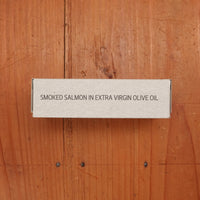 SMOKED SALMON IN EXTRA VIRGIN OLIVE OIL